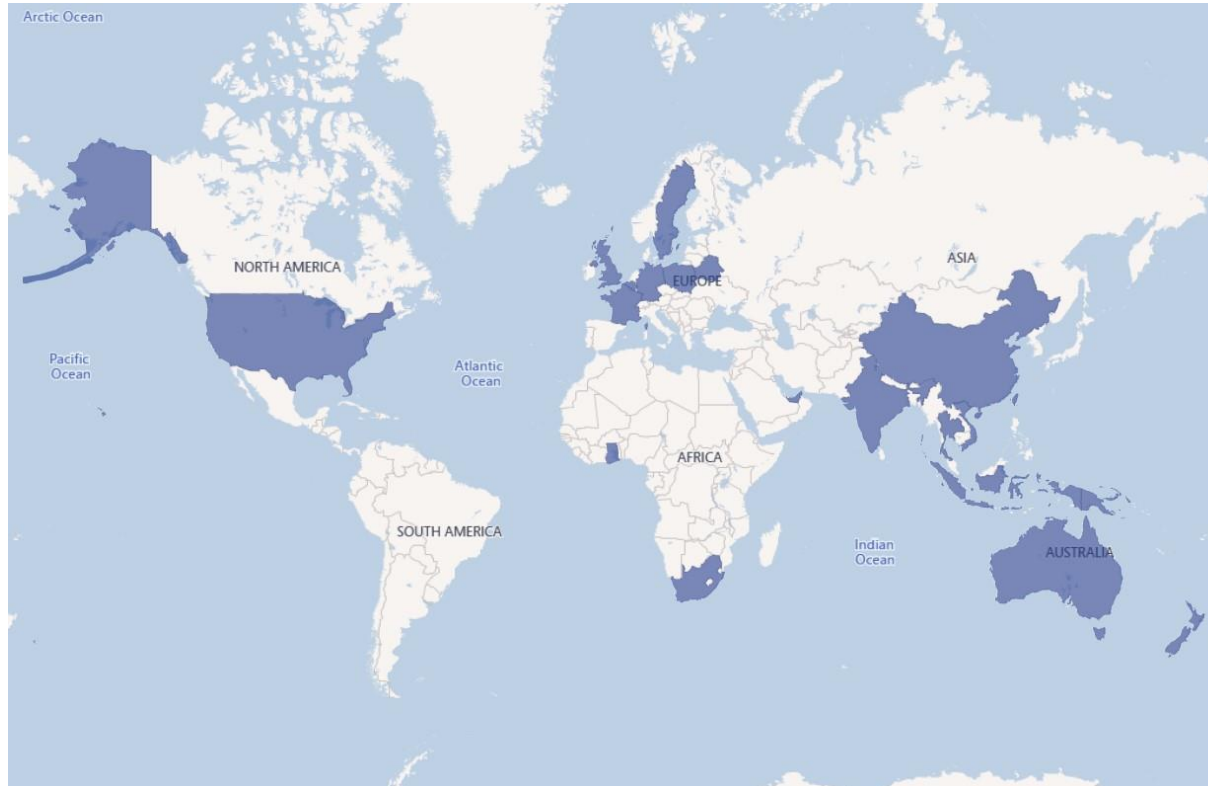 Arctic Ocean
NORTH AMERICA
ASIA
EUROPE
Pacific
Ocean
Atlantic
Ocean
AFRICA
SOUTH AMERICA
Indian
Ocean
AUSTRALIA